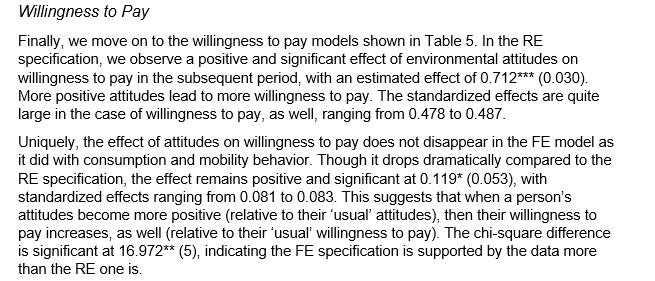 Willingness to Pay
Finally, we move on to the willingness to pay models shown in Table 5. In the RE
specification, we observe a positive and significant effect of environmental attitudes on
willingness to pay in the subsequent period, with an estimated effect of 0.712*** (0.030).
More positive attitudes lead to more willingness to pay. The standardized effects are quite
large in the case of willingness to pay, as well, ranging from 0.478 to 0.487.
Uniquely, the effect of attitudes on willingness to pay does not disappear in the FE model as
it did with consumption and mobility behavior. Though it drops dramatically compared to the
RE specification, the effect remains positive and significant at 0.119* (0.053), with
standardized effects ranging from 0.081 to 0.083. This suggests that when a person’s
attitudes become more positive (relative to their ‘usual’ attitudes), then their willingness to
pay increases, as well (relative to their ‘usual’ willingness to pay). The chi-square difference
is significant at 16.972** (5), indicating the FE specification is supported by the data more
than the RE one is.